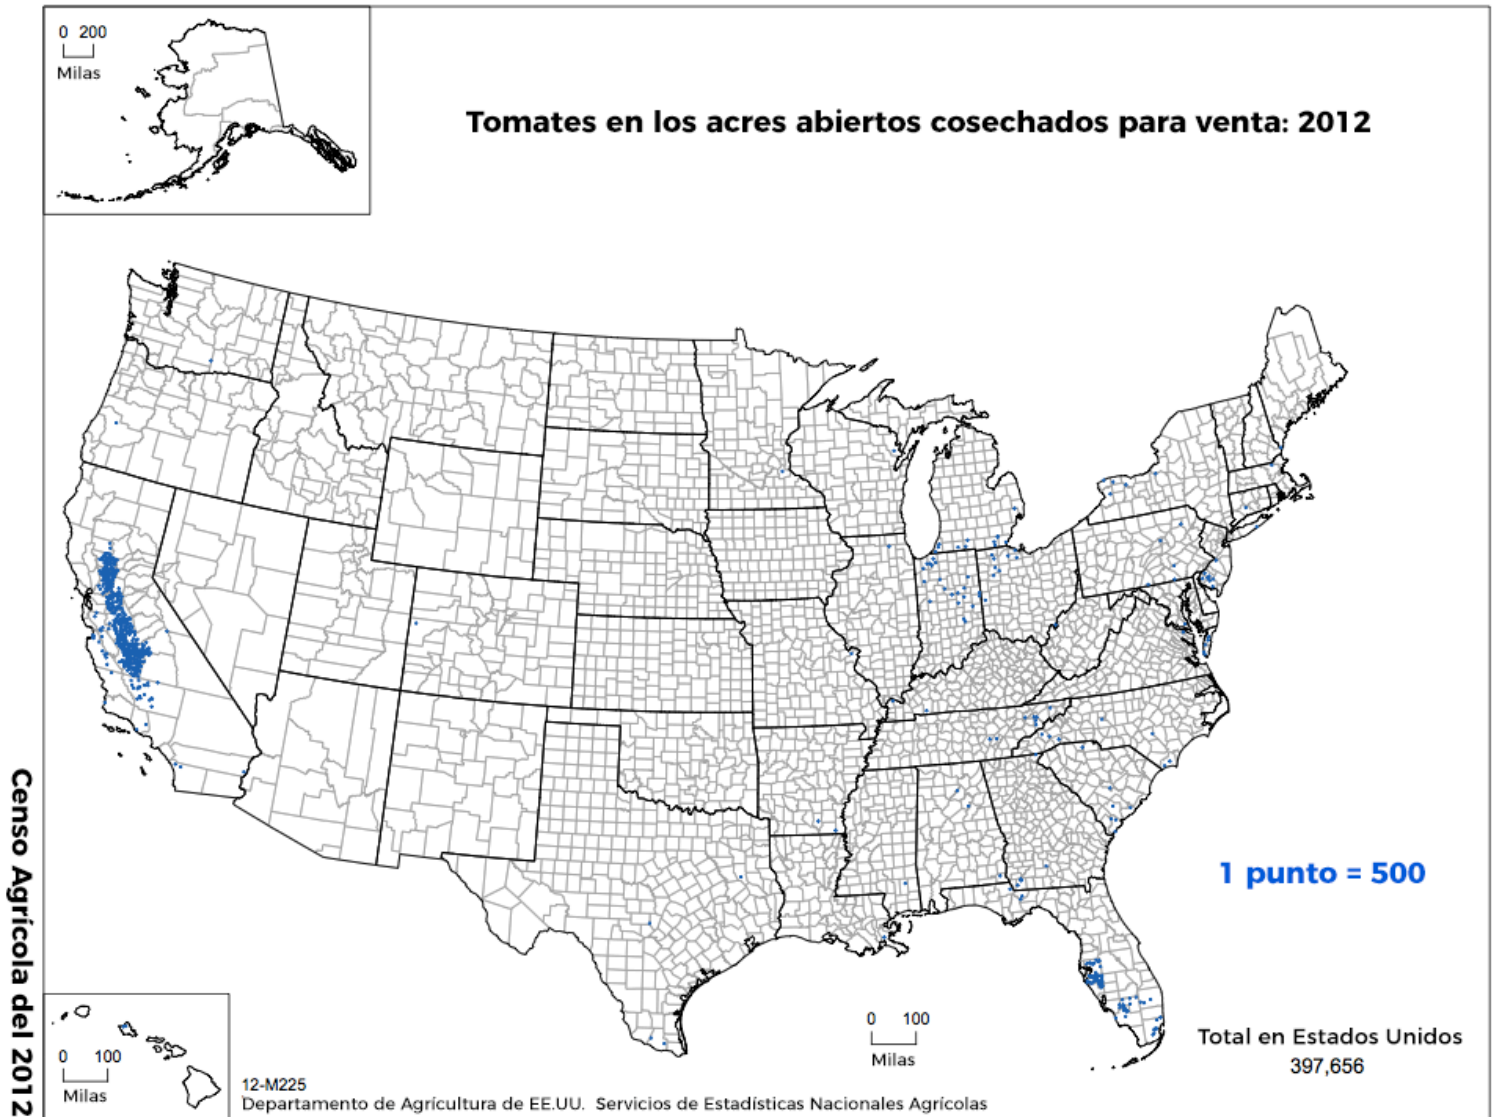 0 200
Milas
Tomates en los acres abiertos cosechados para venta: 2012
1 punto = 500
Censo Agrícola del 2012
0 100
Milas
Total en Estados Unidos
397,656
0 100
Milas
12-M225
Departamento de Agrícultura de EE.UU. Servicios de Estadísticas Nacionales Agrícolas